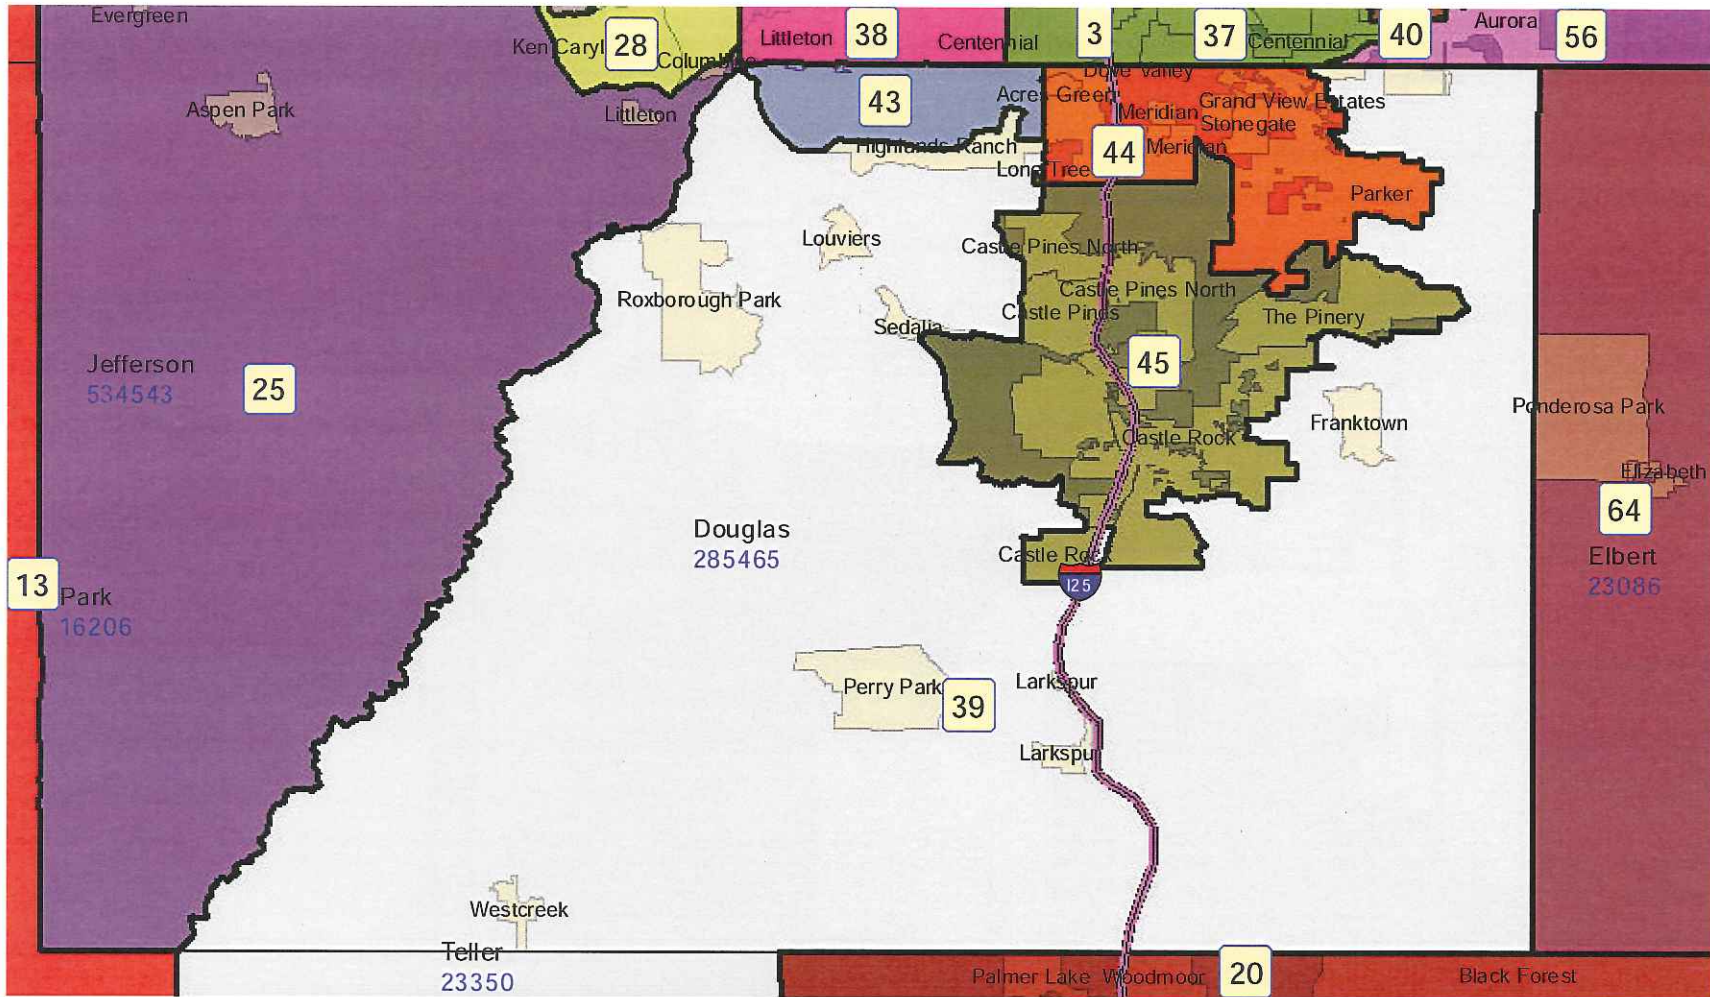 Evergreen
Ken Caryl
28
Columbine
Littleton
38
Centennial
3
37
Centennial
40
Aurora
56
Dove Valley
Aspen Park
Littleton
43
Acres Green
Meridian
Grand View Estates
Stonegate
Highlands Ranch
44
Meridian
Lone Tree
Parker
Louviers
Castle Pines North
Roxborough Park
Castle Pines North
Castle Pines
The Pinery
Sedalia
Jefferson
534543
25
45
Franktown
Ponderosa Park
Castle Rock
Elizabeth
64
Douglas
285465
Castle Rock
Elbert
23086
13
Park
16206
125
Perry Park
39
Larkspur
Larkspu
Westcreek
Teller
23350
Palmer Lake
Woodmoor
20
Black Forest